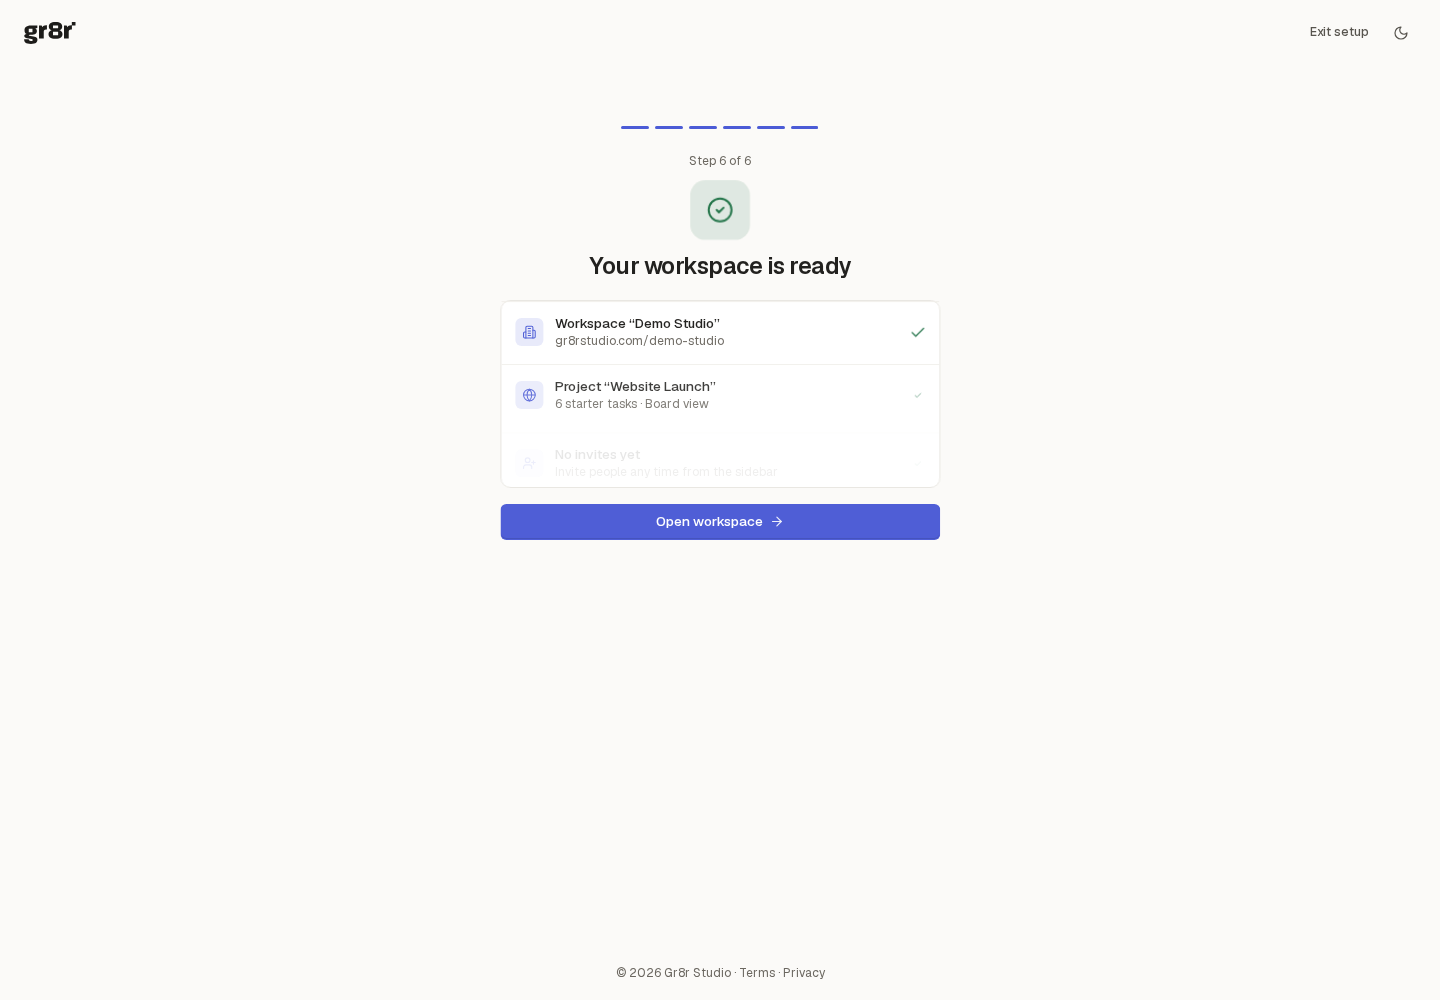 gr8r
Exit setup
Step 6 of 6
Your workspace is ready
Workspace “Demo Studio”
gr8rstudio.com/demo-studio
Project “Website Launch”
6 starter tasks · Board view
No invites yet
Invite people any time from the sidebar
Open workspace
© 2026 Gr8r Studio · Terms · Privacy